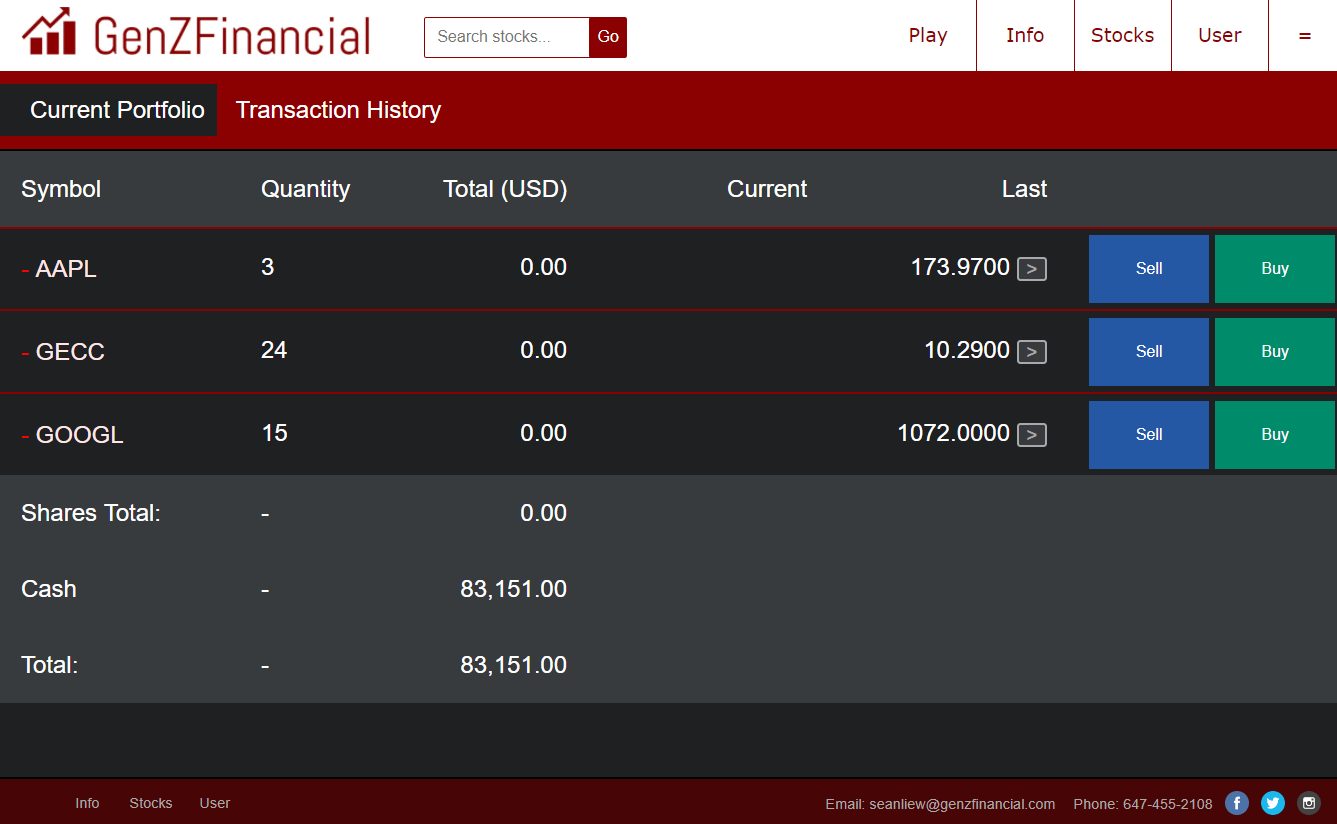 GenZFinancial
Search stocks... Go
Play Info Stocks User =
Current Portfolio Transaction History
Symbol Quantity Total (USD) Current Last
- AAPL 3 0.00 173.9700 > Sell Buy
- GECC 24 0.00 10.2900 > Sell Buy
- GOOGL 15 0.00 1072.0000 > Sell Buy
Shares Total: - 0.00
Cash - 83,151.00
Total: - 83,151.00
Info Stocks User Email: seanliew@genzfinancial.com Phone: 647-455-2108